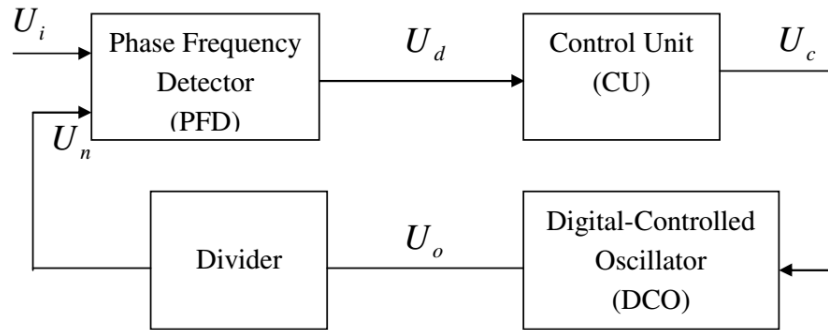 U_i
Phase Frequency
Detector
(PFD)
U_d
Control Unit
(CU)
U_c
U_n
Divider
U_o
Digital-Controlled
Oscillator
(DCO)